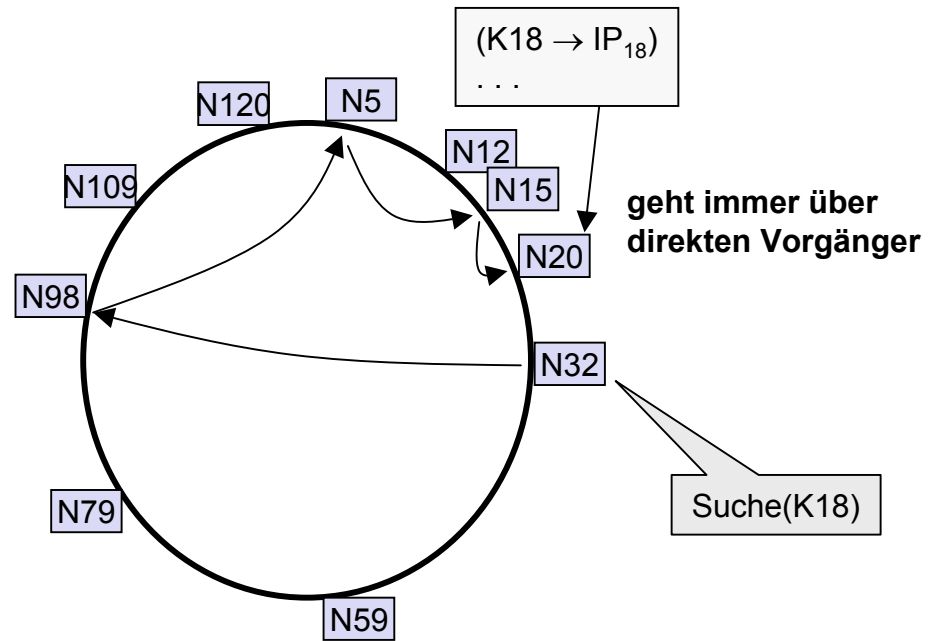 (K18 → IP₁₈)
. . .
N120
N5
N12
N15
N109
geht immer über
direkten Vorgänger
N20
N98
N32
Suche(K18)
N79
N59